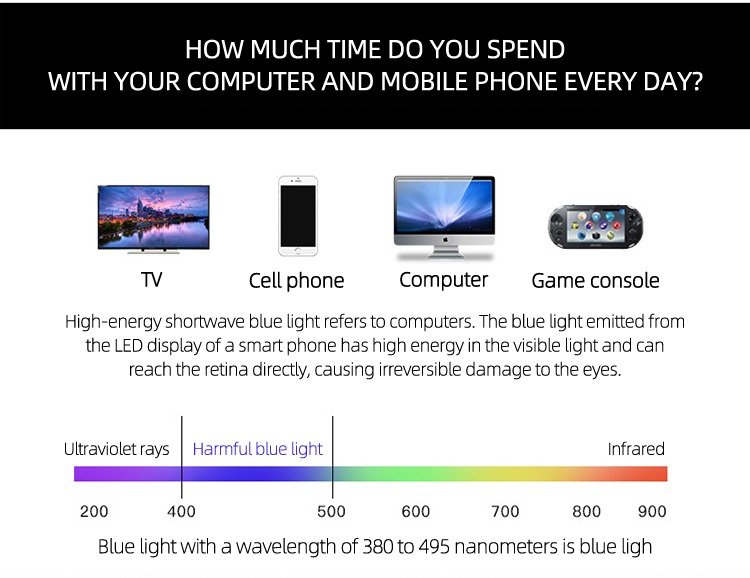 HOW MUCH TIME DO YOU SPEND
WITH YOUR COMPUTER AND MOBILE PHONE EVERY DAY?
TV
Cell phone
Computer
Game console
High-energy shortwave blue light refers to computers. The blue light emitted from
the LED display of a smart phone has high energy in the visible light and can
reach the retina directly, causing irreversible damage to the eyes.
Ultraviolet rays
Harmful blue light
Infrared
200 400 500 600 700 800 900
Blue light with a wavelength of 380 to 495 nanometers is blue ligh